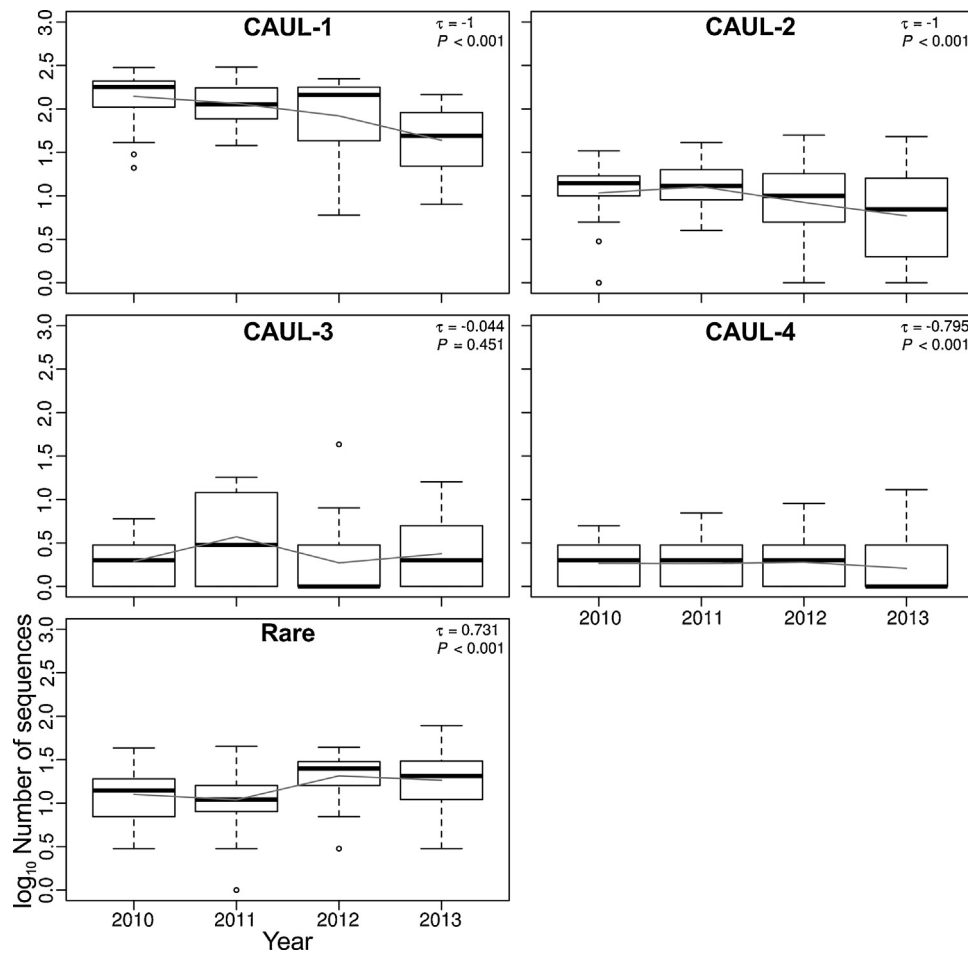 CAUL-1
τ = -1
P < 0.001
0.0 0.5 1.0 1.5 2.0 2.5 3.0
CAUL-2
τ = -1
P < 0.001
CAUL-3
τ = -0.044
P = 0.451
0.0 0.5 1.0 1.5 2.0 2.5 3.0
CAUL-4
τ = -0.795
P < 0.001
2010 2011 2012 2013
Rare
τ = 0.731
P < 0.001
log10 Number of sequences
0.0 0.5 1.0 1.5 2.0 2.5 3.0
2010 2011 2012 2013
Year